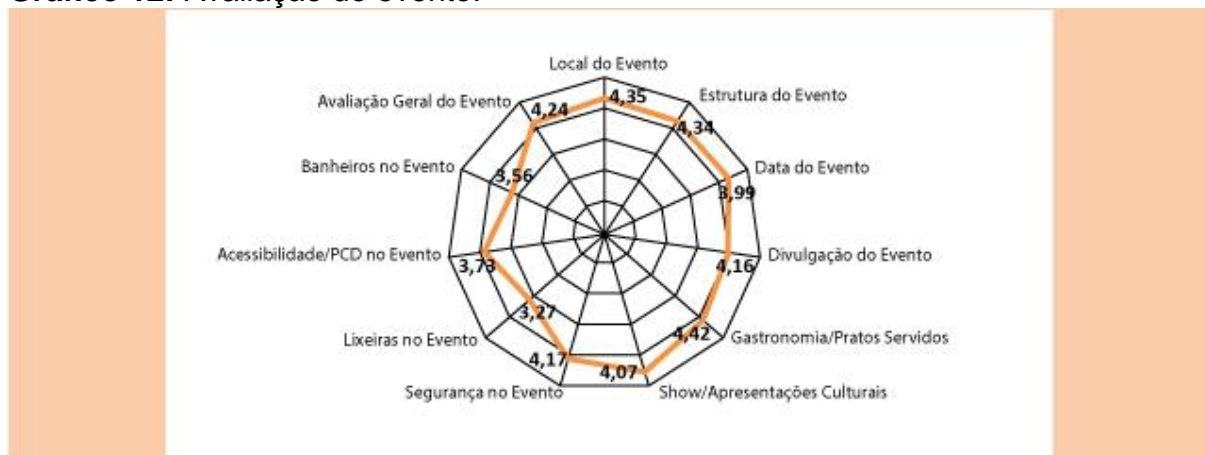 Local do Evento
4,35
Estrutura do Evento
4,34
Data do Evento
3,99
Divulgação do Evento
4,16
Gastronomia/Pratos Servidos
4,42
Show/Apresentações Culturais
4,07
Segurança no Evento
4,17
Lixeiras no Evento
3,27
Acessibilidade/PCD no Evento
3,73
Banheiros no Evento
3,56
Avaliação Geral do Evento
4,24